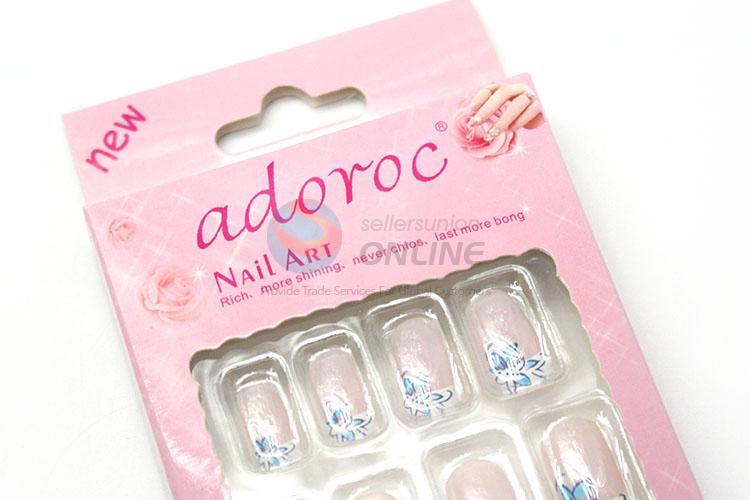 new
adoroc®
NAIL ART
Rich、more shining、never chios、last more bong
sellersunion
ONLINE
Provide Trade Services For Global Customers